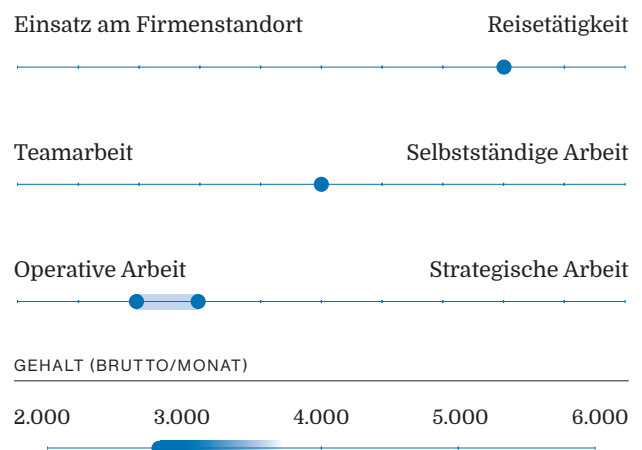 Einsatz am Firmenstandort Reisetätigkeit
Teamarbeit Selbstständige Arbeit
Operative Arbeit Strategische Arbeit
GEHALT (BRUTTO/MONAT)
2.000 3.000 4.000 5.000 6.000